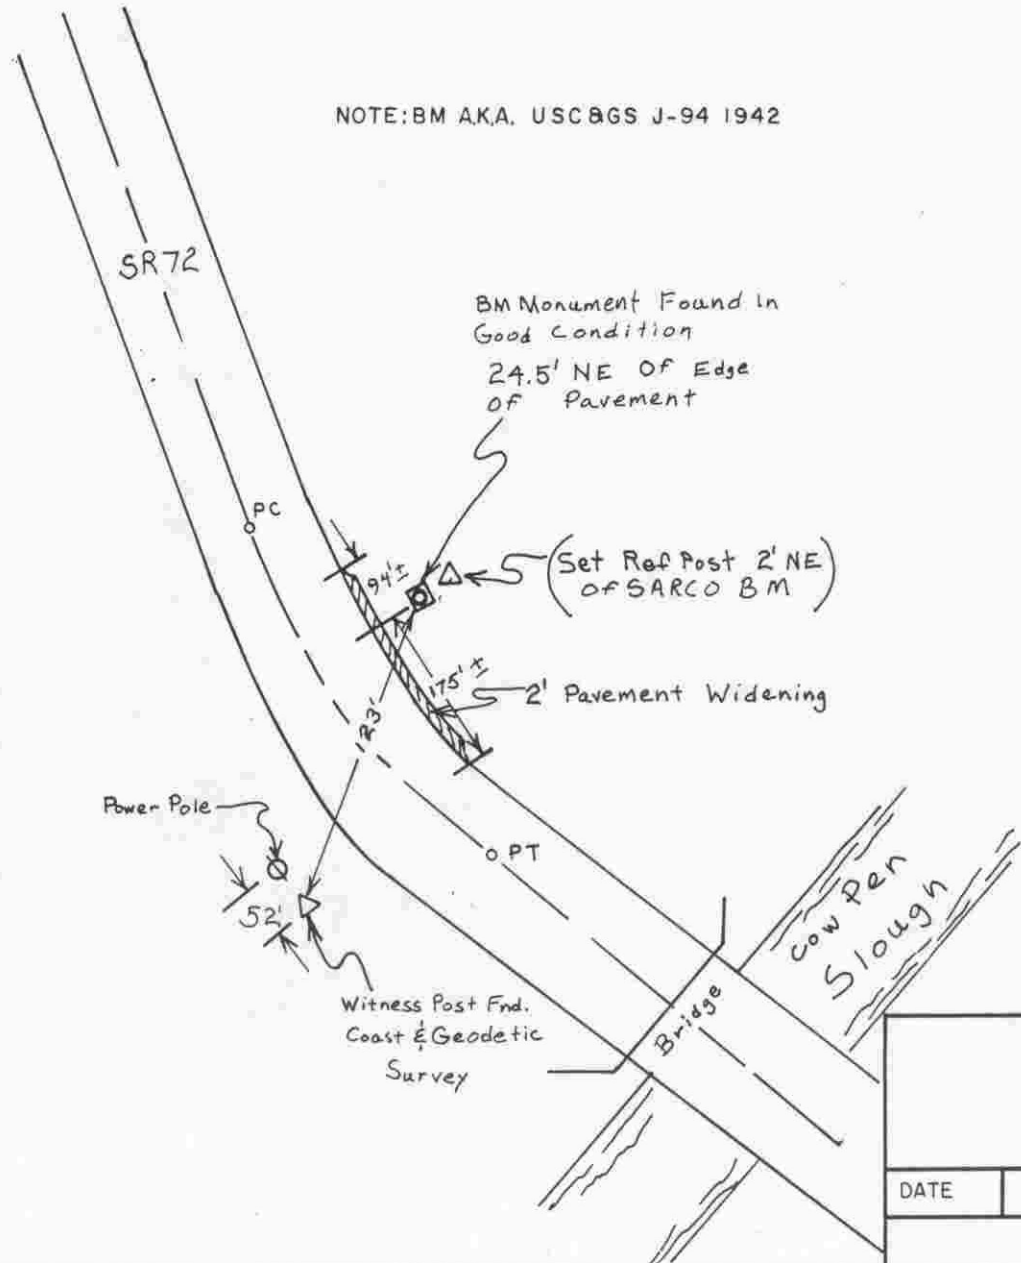 NOTE: BM A.K.A. USC&GS J-94 1942
SR 72
BM Monument Found In
Good Condition
24.5' NE Of Edge
of Pavement
PC
94'±
(Set Ref Post 2' NE
Of SARCO BM)
175'±
2' Pavement Widening
123'
Power Pole
PT
52'
Cow Pen
Slough
Witness Post Fnd.
Coast & Geodetic
Survey
Bridge
DATE